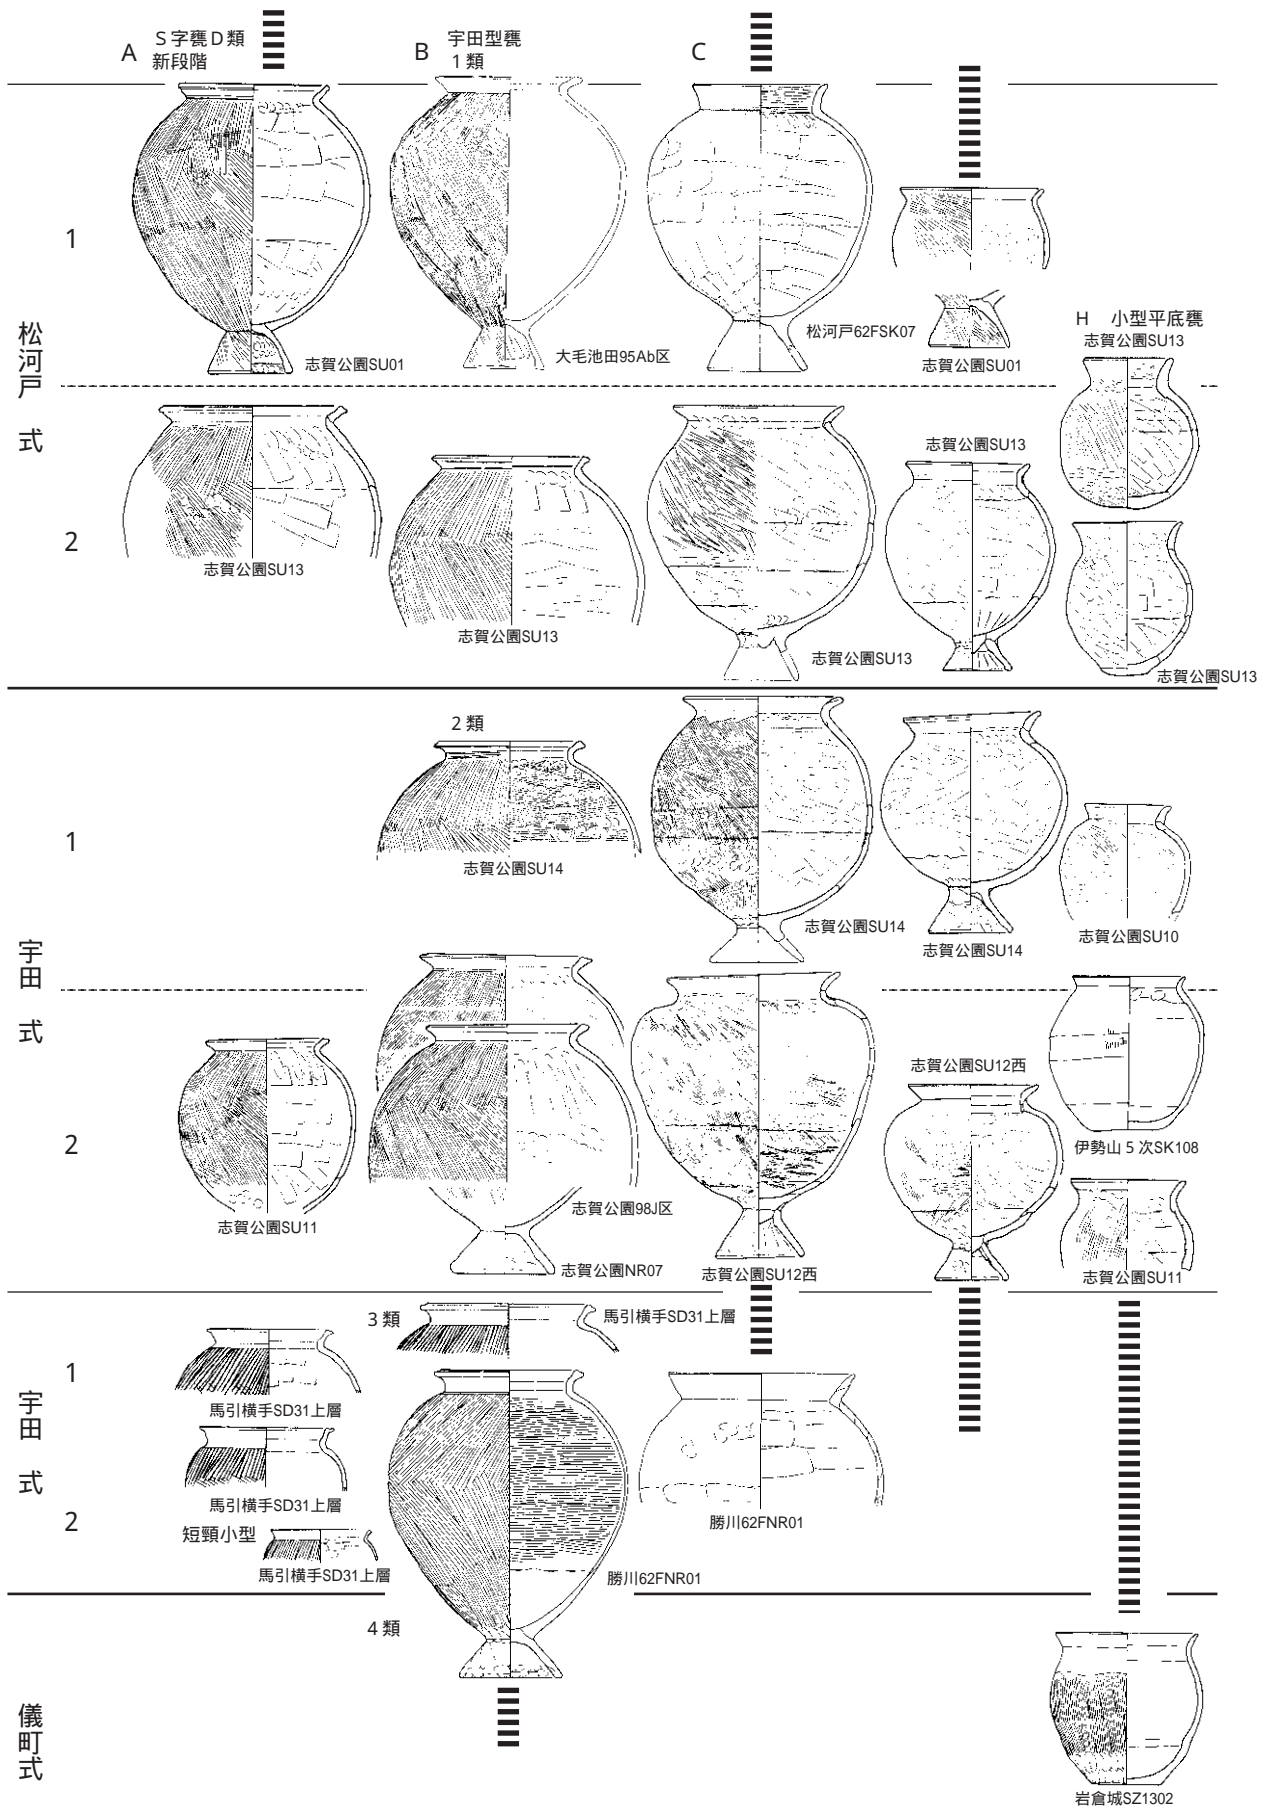 A
S字甕D類
新段階
B
宇田型甕
1類
C
松河戸式
1
志賀公園SU01
大毛池田95Ab区
松河戸62FSK07
志賀公園SU01
H 小型平底甕
志賀公園SU13
2
志賀公園SU13
志賀公園SU13
志賀公園SU13
志賀公園SU13
志賀公園SU13
宇田式
1
2類
志賀公園SU14
志賀公園SU14
志賀公園SU14
志賀公園SU10
2
志賀公園SU11
志賀公園98J区
志賀公園NR07
志賀公園SU12西
志賀公園SU12西
伊勢山5次SK108
志賀公園SU11
宇田式
1
3類
馬引横手SD31上層
馬引横手SD31上層
馬引横手SD31上層
2
短頸小型
馬引横手SD31上層
勝川62FNR01
勝川62FNR01
4類
儀町式
岩倉城SZ1302